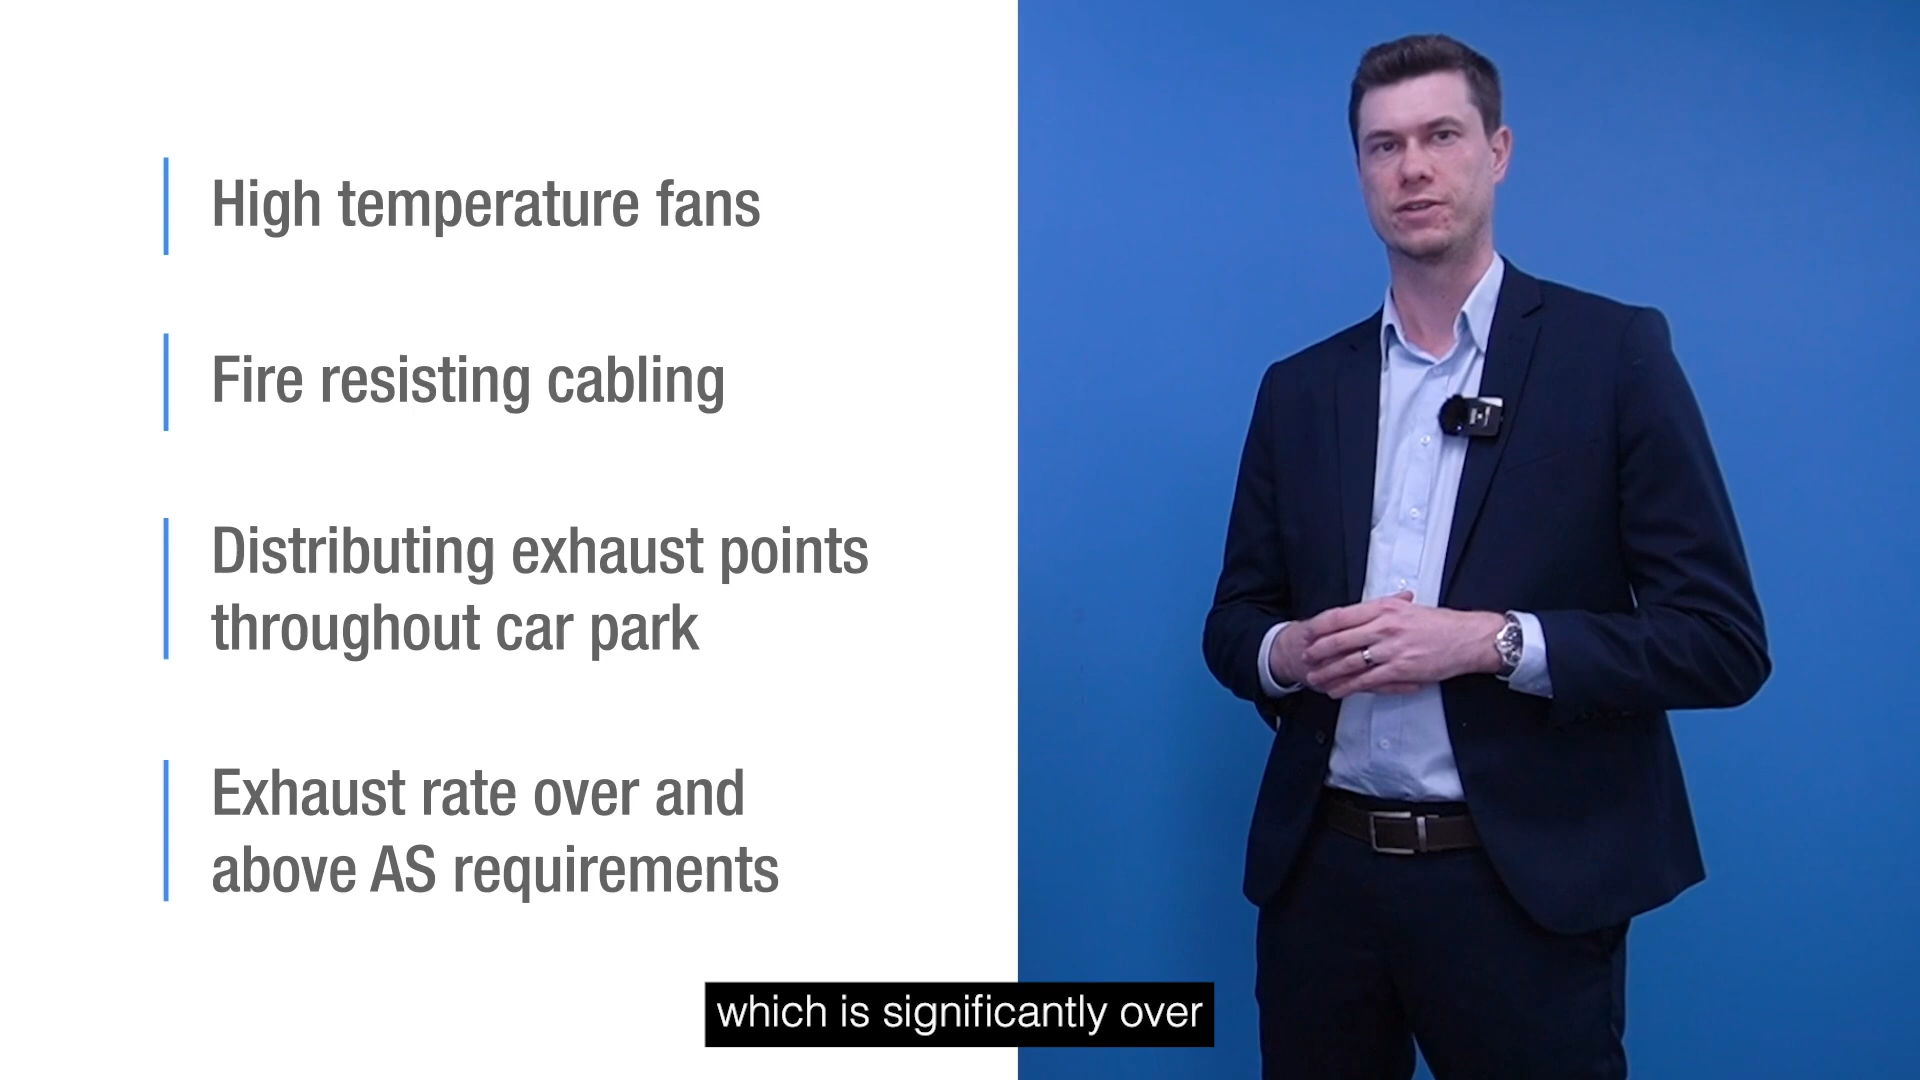 High temperature fans
Fire resisting cabling
Distributing exhaust points
throughout car park
Exhaust rate over and
above AS requirements
which is significantly over